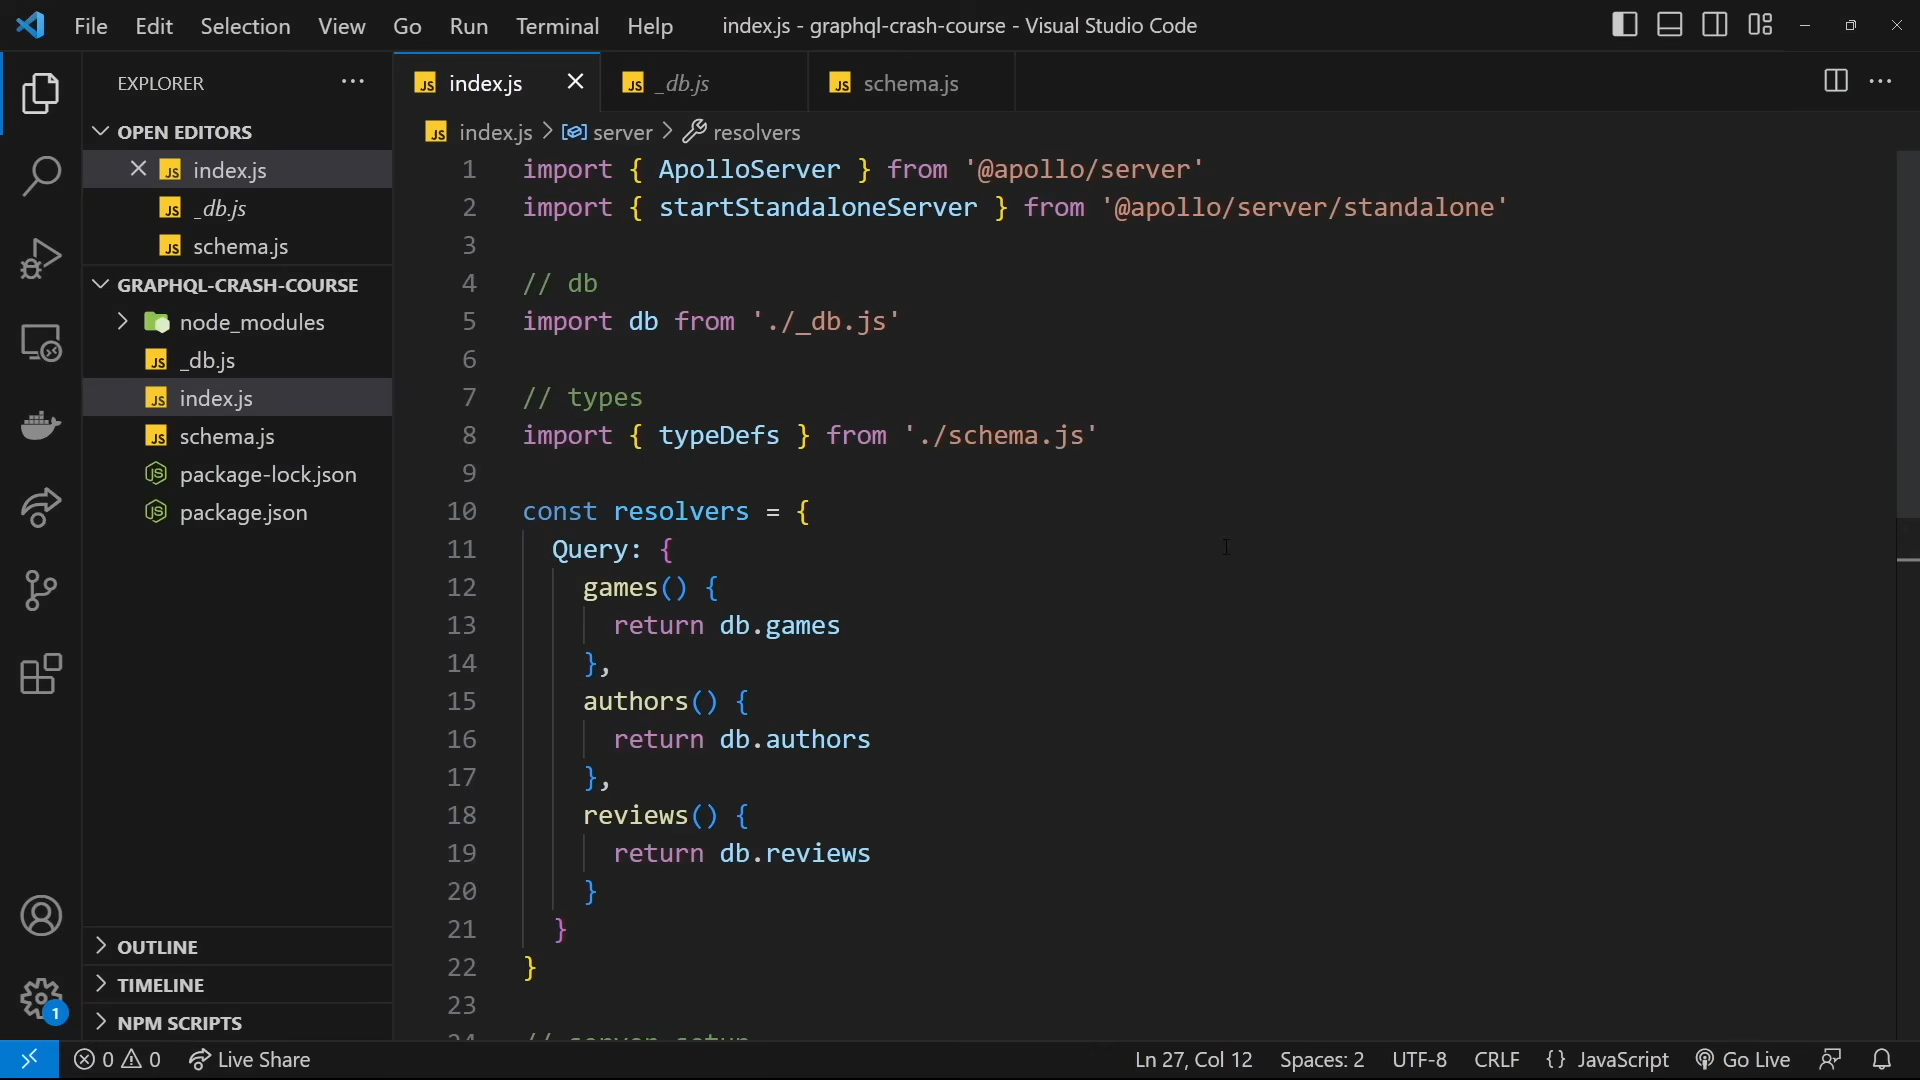 File Edit Selection View Go Run Terminal Help index.js - graphql-crash-course - Visual Studio Code
EXPLORER
OPEN EDITORS
index.js
_db.js
schema.js
GRAPHQL-CRASH-COURSE
node_modules
_db.js
index.js
schema.js
package-lock.json
package.json
OUTLINE
TIMELINE
NPM SCRIPTS
1
index.js _db.js schema.js
index.js > server > resolvers
1 import { ApolloServer } from '@apollo/server'
2 import { startStandaloneServer } from '@apollo/server/standalone'
3
4 // db
5 import db from './_db.js'
6
7 // types
8 import { typeDefs } from './schema.js'
9
10 const resolvers = {
11 Query: {
12 games() {
13 return db.games
14 },
15 authors() {
16 return db.authors
17 },
18 reviews() {
19 return db.reviews
20 }
21 }
22 }
23
24 // server setup
0 0 Live Share Ln 27, Col 12 Spaces: 2 UTF-8 CRLF {} JavaScript Go Live